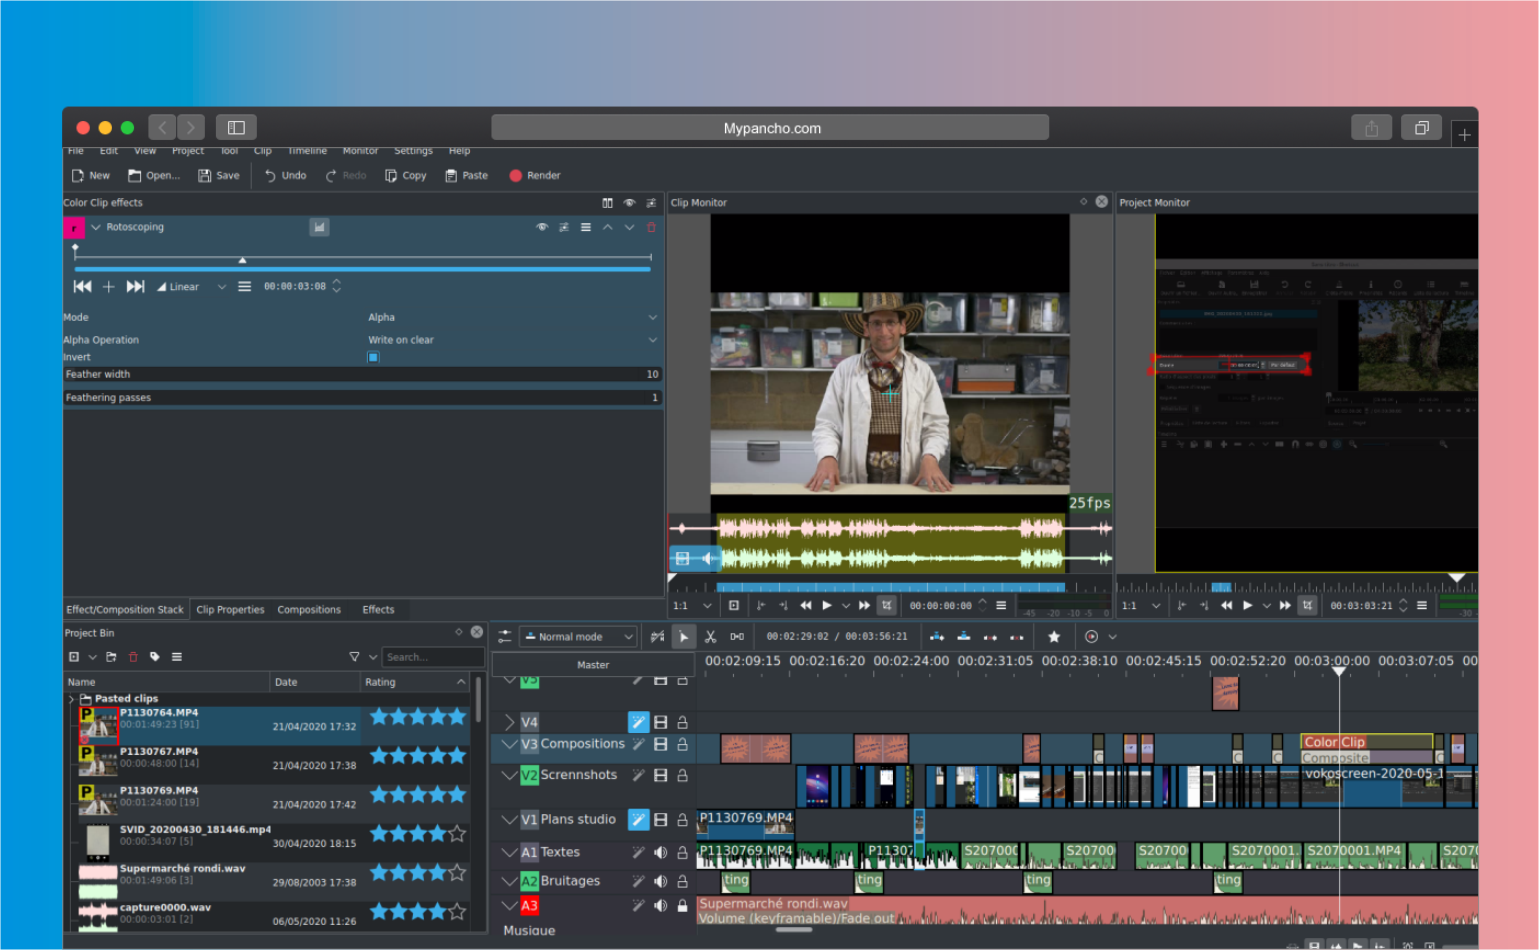 Mypancho.com
File Edit View Project Tool Clip Timeline Monitor Settings Help
New Open... Save Undo Redo Copy Paste Render
Color Clip effects
Clip Monitor
Project Monitor
r Rotoscoping
Linear 00:00:03:08
Mode Alpha
Alpha Operation Write on clear
Invert
Feather width 10
Feathering passes 1
25fps
1:1 00:00:00:00 -45 -20 -10 -5 0
1:1 00:03:03:21 -30
Effect/Composition Stack Clip Properties Compositions Effects
Project Bin
Search...
Name Date Rating
Pasted clips
P1130764.MP4
00:01:49:23 [91] 21/04/2020 17:32
P1130767.MP4
00:00:48:00 [14] 21/04/2020 17:38
P1130769.MP4
00:01:24:00 [19] 21/04/2020 17:42
SVID_20200430_181446.mp4
00:00:34:07 [5] 30/04/2020 18:15
Supermarché rondi.wav
00:01:49:06 [3] 29/08/2003 17:38
capture0000.wav
00:00:03:01 [2] 06/05/2020 11:26
Normal mode 00:02:29:02 / 00:03:56:21
Master
00:02:09:15 00:02:16:20 00:02:24:00 00:02:31:05 00:02:38:10 00:02:45:15 00:02:52:20 00:03:00:00 00:03:07:05 00
V5
V4
V3 Compositions
Color Clip
Composite
V2 Scrennshots
vokoscreen-2020-05-1
V1 Plans studio
P1130769.MP4
A1 Textes
P1130769.MP4 P11307 S207000 S20700 S20700 S2070001. S2070001.MP4 S2070
A2 Bruitages
ting ting ting ting
A3
Musique
Supermarché rondi.wav
Volume (keyframable)/Fade out